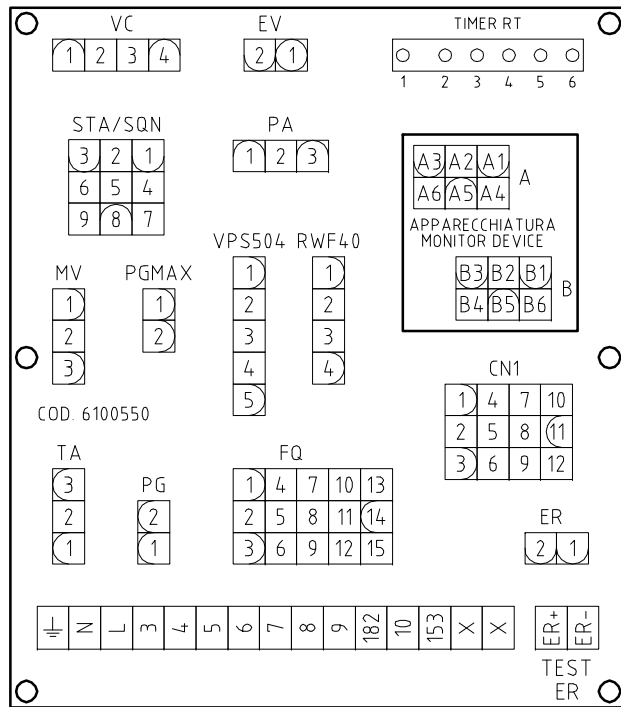 VC
1 2 3 4
EV
2 1
TIMER RT
1 2 3 4 5 6
STA/SQN
3 2 1
6 5 4
9 8 7
PA
1 2 3
A3 A2 A1
A6 A5 A4
A
APPARECCHIATURA
MONITOR DEVICE
B3 B2 B1
B4 B5 B6
B
MV
1
2
3
PGMAX
1
2
VPS504
1
2
3
4
5
RWF40
1
2
3
4
CN1
1 4 7 10
2 5 8 11
3 6 9 12
COD. 6100550
TA
3
2
1
PG
2
1
FQ
1 4 7 10 13
2 5 8 11 14
3 6 9 12 15
ER
2 1
N L 3 4 5 6 7 8 9 182 10 153 X X
ER+ ER-
TEST
ER